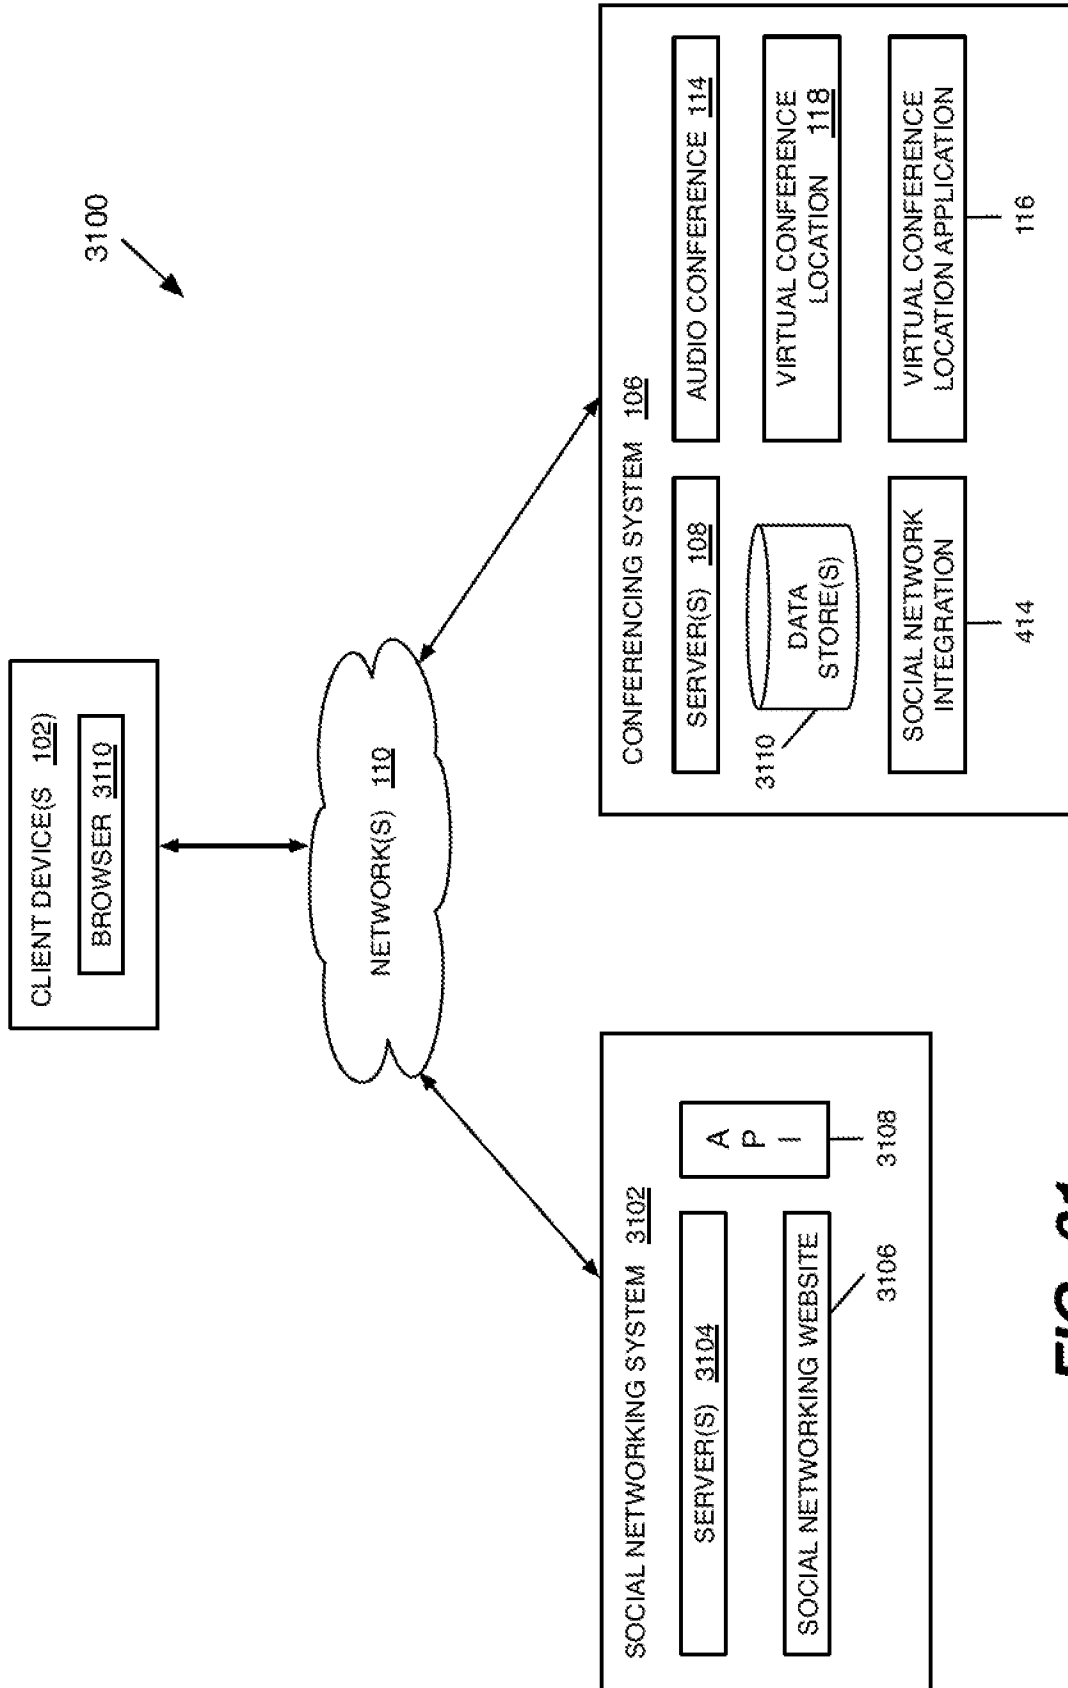 3100
CLIENT DEVICE(S 102)
BROWSER 3110
NETWORK(S) 110
SOCIAL NETWORKING SYSTEM 3102
SERVER(S) 3104
A
P
I
3108
SOCIAL NETWORKING WEBSITE
3106
CONFERENCING SYSTEM 106
SERVER(S) 108
AUDIO CONFERENCE 114
3110
DATA
STORE(S)
VIRTUAL CONFERENCE
LOCATION 118
SOCIAL NETWORK
INTEGRATION
414
VIRTUAL CONFERENCE
LOCATION APPLICATION
116